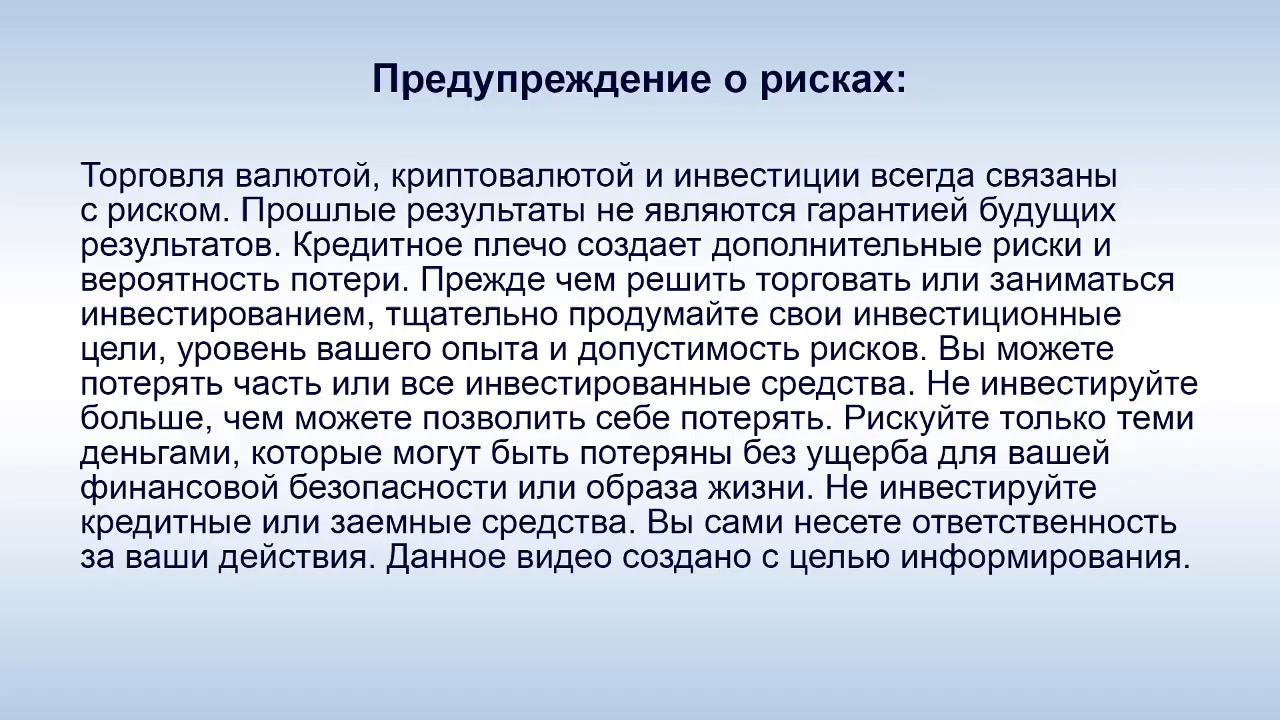 Предупреждение о рисках:
Торговля валютой, криптовалютой и инвестиции всегда связаны
с риском. Прошлые результаты не являются гарантией будущих
результатов. Кредитное плечо создает дополнительные риски и
вероятность потери. Прежде чем решить торговать или заниматься
инвестированием, тщательно продумайте свои инвестиционные
цели, уровень вашего опыта и допустимость рисков. Вы можете
потерять часть или все инвестированные средства. Не инвестируйте
больше, чем можете позволить себе потерять. Рискуйте только теми
деньгами, которые могут быть потеряны без ущерба для вашей
финансовой безопасности или образа жизни. Не инвестируйте
кредитные или заемные средства. Вы сами несете ответственность
за ваши действия. Данное видео создано с целью информирования.